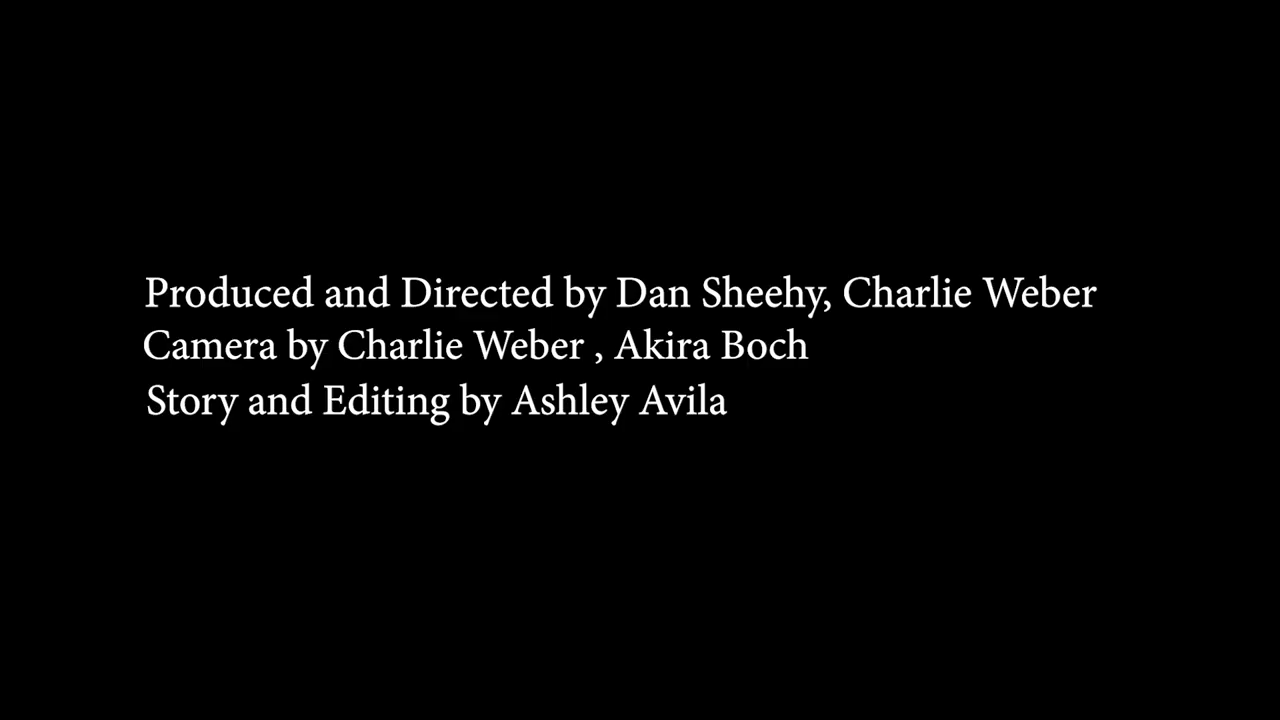 Produced and Directed by Dan Sheehy, Charlie Weber
Camera by Charlie Weber , Akira Boch
Story and Editing by Ashley Avila